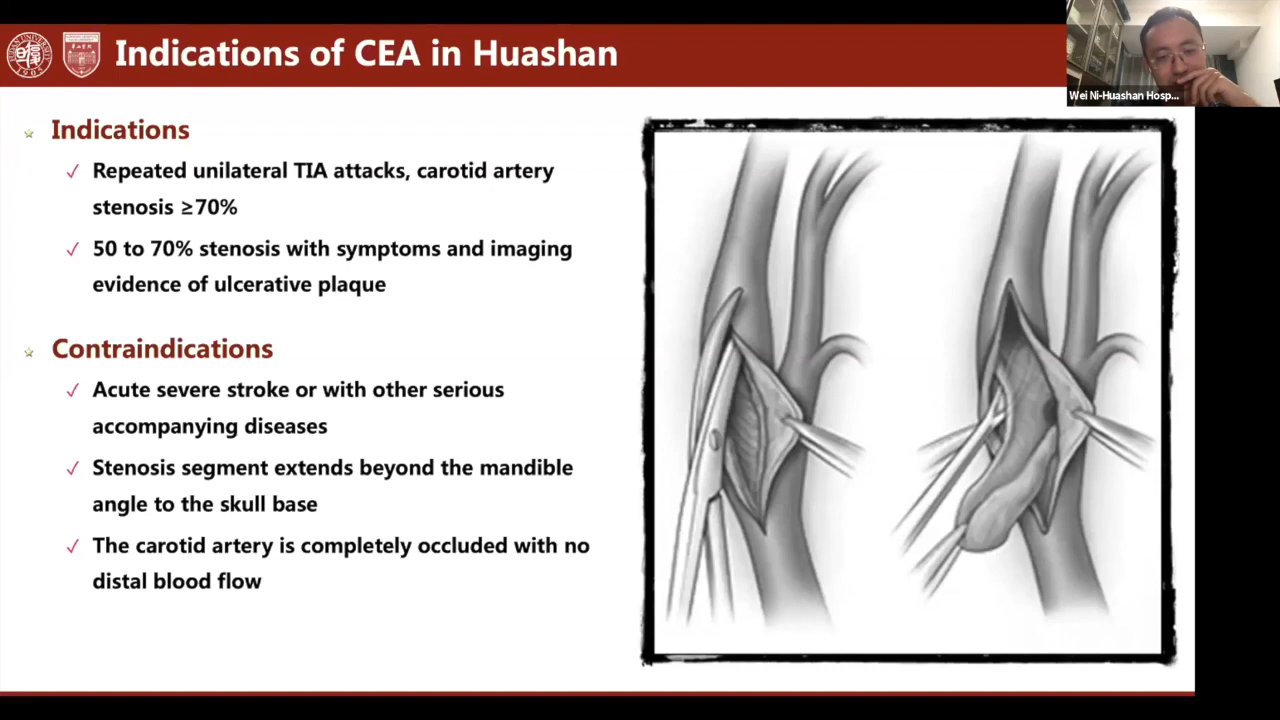 Indications of CEA in Huashan
Wei Ni-Huashan Hosp...
Indications
✓ Repeated unilateral TIA attacks, carotid artery
stenosis ≥70%
✓ 50 to 70% stenosis with symptoms and imaging
evidence of ulcerative plaque
Contraindications
✓ Acute severe stroke or with other serious
accompanying diseases
✓ Stenosis segment extends beyond the mandible
angle to the skull base
✓ The carotid artery is completely occluded with no
distal blood flow